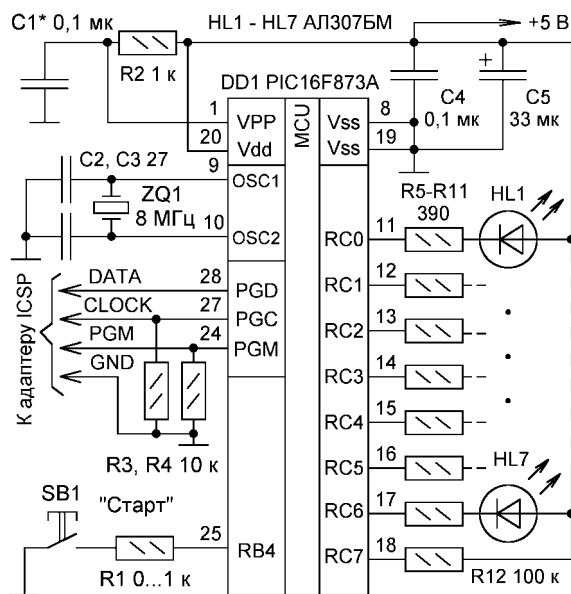 C1* 0,1 мк
HL1 - HL7 АЛ307БМ
+5 В
R2 1 к
DD1 PIC16F873A
+
C4
0,1 мк
C5
33 мк
1
VPP
MCU
Vss
8
20
Vdd
Vss
19
C2, C3 27
9
OSC1
ZQ1
8 МГц
10
OSC2
R5-R11
390
HL1
RC0
11
К адаптеру ICSP
DATA
28
PGD
RC1
12
CLOCK
27
PGC
RC2
13
PGM
24
PGM
GND
RC3
14
RC4
15
R3, R4 10 к
RC5
16
HL7
SB1
"Старт"
RC6
17
25
RB4
RC7
18
R1 0...1 к
R12 100 к